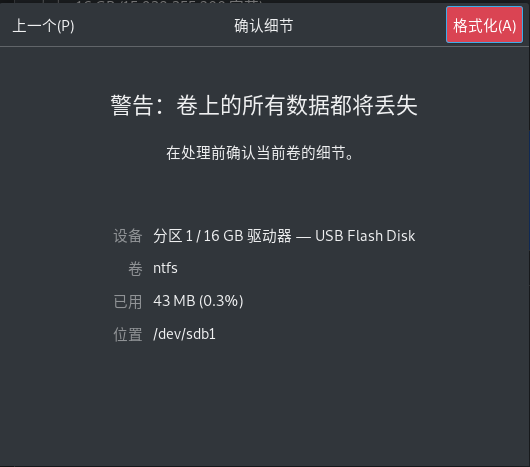 上一个(P)
确认细节
格式化(A)
警告：卷上的所有数据都将丢失
在处理前确认当前卷的细节。
设备 分区 1 / 16 GB 驱动器 — USB Flash Disk
卷 ntfs
已用 43 MB (0.3%)
位置 /dev/sdb1